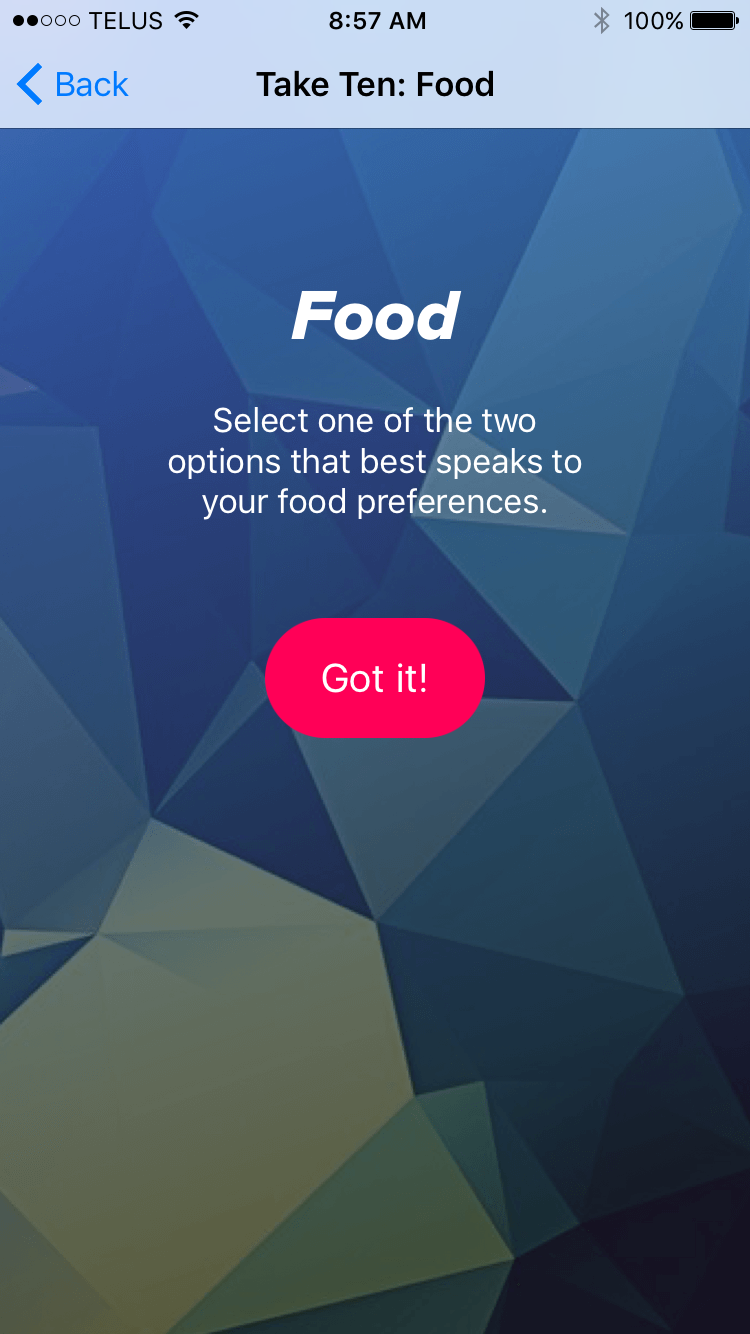 TELUS 8:57 AM 100%
Back Take Ten: Food
Food
Select one of the two
options that best speaks to
your food preferences.
Got it!